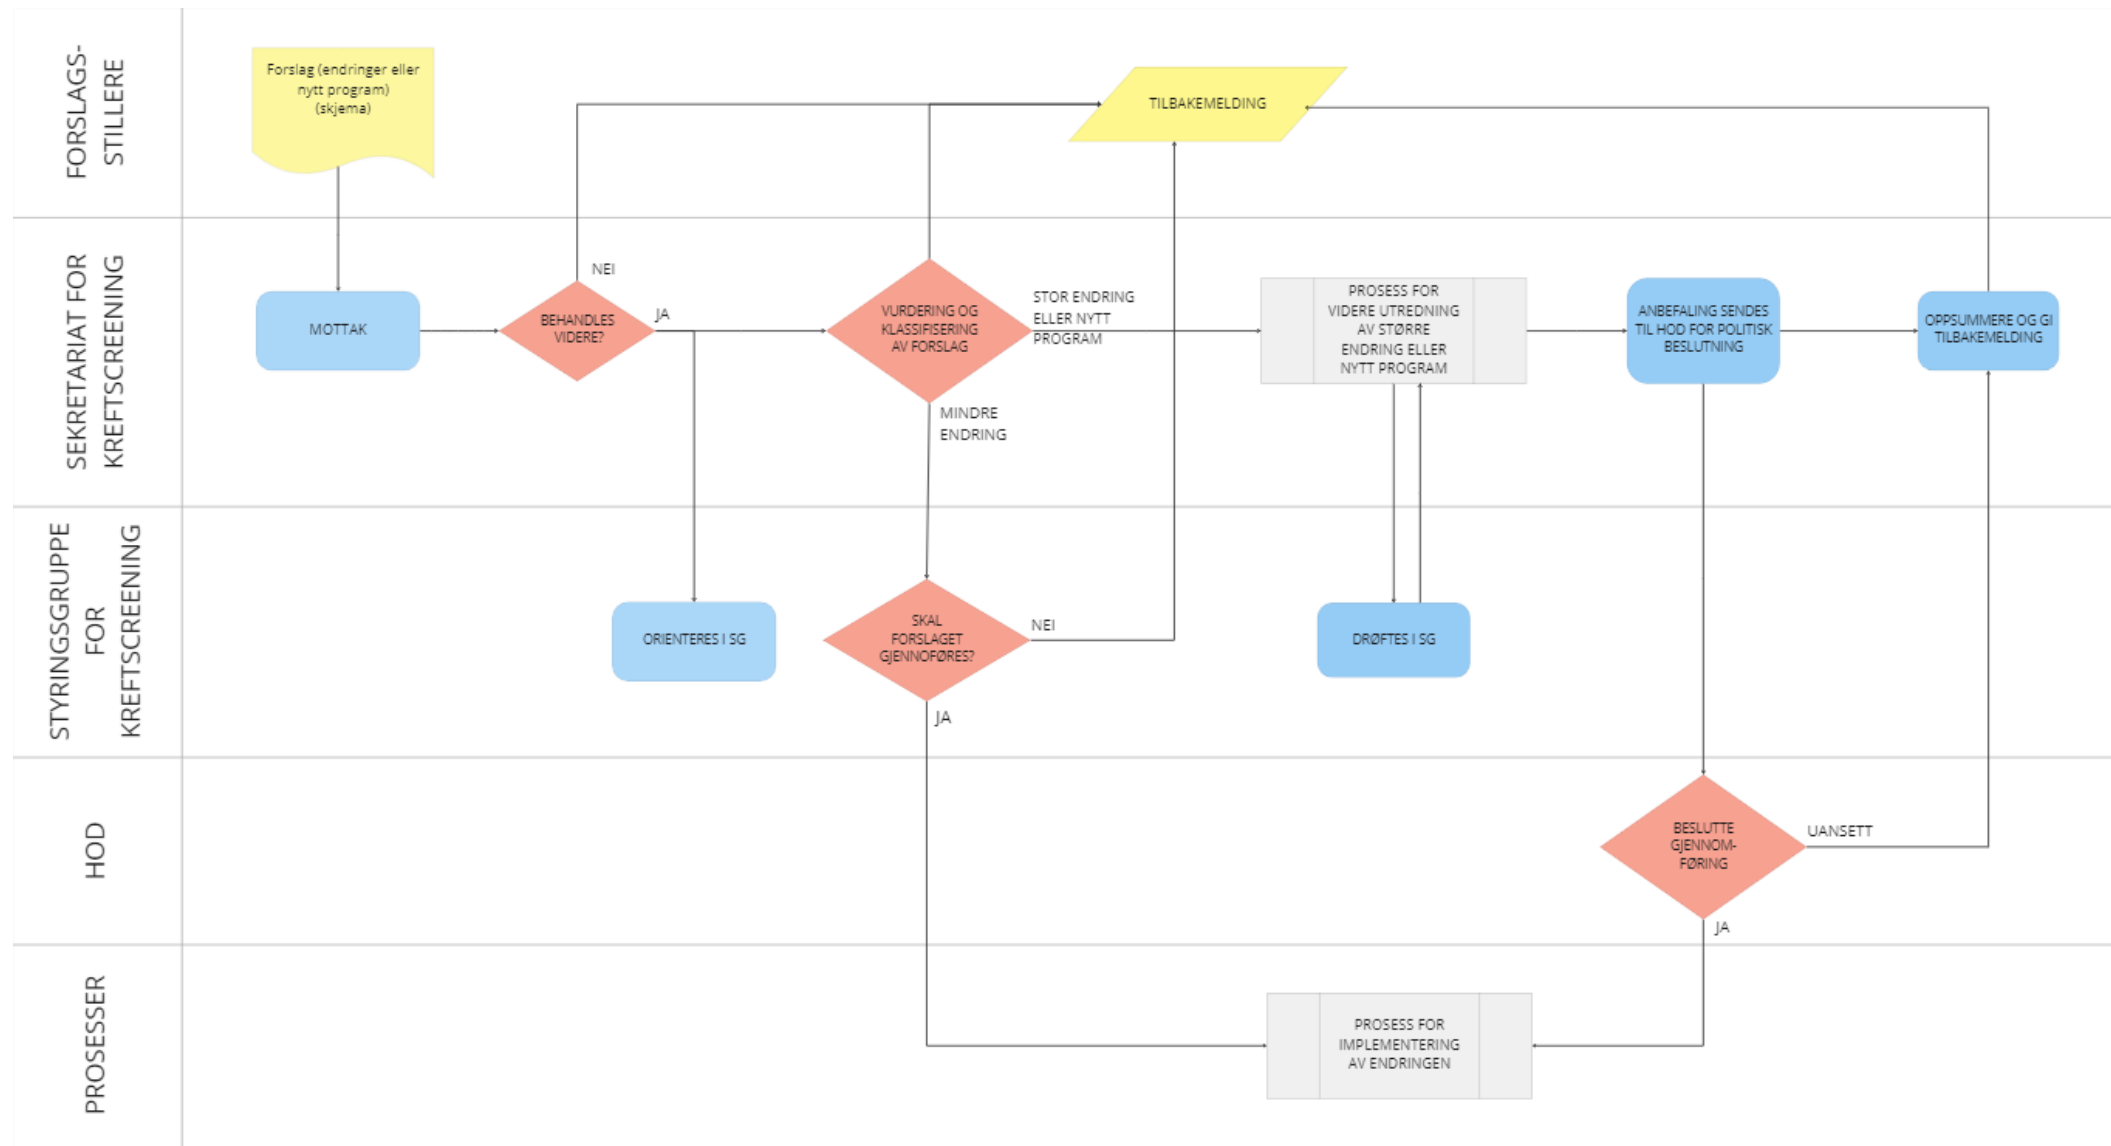 FORSLAGS-
STILLERE
Forslag (endringer eller
nytt program)
(skjema)
TILBAKEMELDING
SEKRETARIAT FOR
KREFTSCREENING
MOTTAK
BEHANDLES
VIDERE?
NEI
JA
VURDERING OG
KLASSIFISERING
AV FORSLAG
STOR ENDRING
ELLER NYTT
PROGRAM
MINDRE
ENDRING
PROSESS FOR
VIDERE UTREDNING
AV STØRRE
ENDRING ELLER
NYTT PROGRAM
ANBEFALING SENDES
TIL HOD FOR POLITISK
BESLUTNING
OPPSUMMERE OG GI
TILBAKEMELDING
STYRINGSGRUPPE
FOR
KREFTSCREENING
ORIENTERES I SG
SKAL
FORSLAGET
GJENNOFØRES?
NEI
JA
DRØFTES I SG
HOD
BESLUTTE
GJENNOM-
FØRING
UANSETT
JA
PROSESSER
PROSESS FOR
IMPLEMENTERING
AV ENDRINGEN